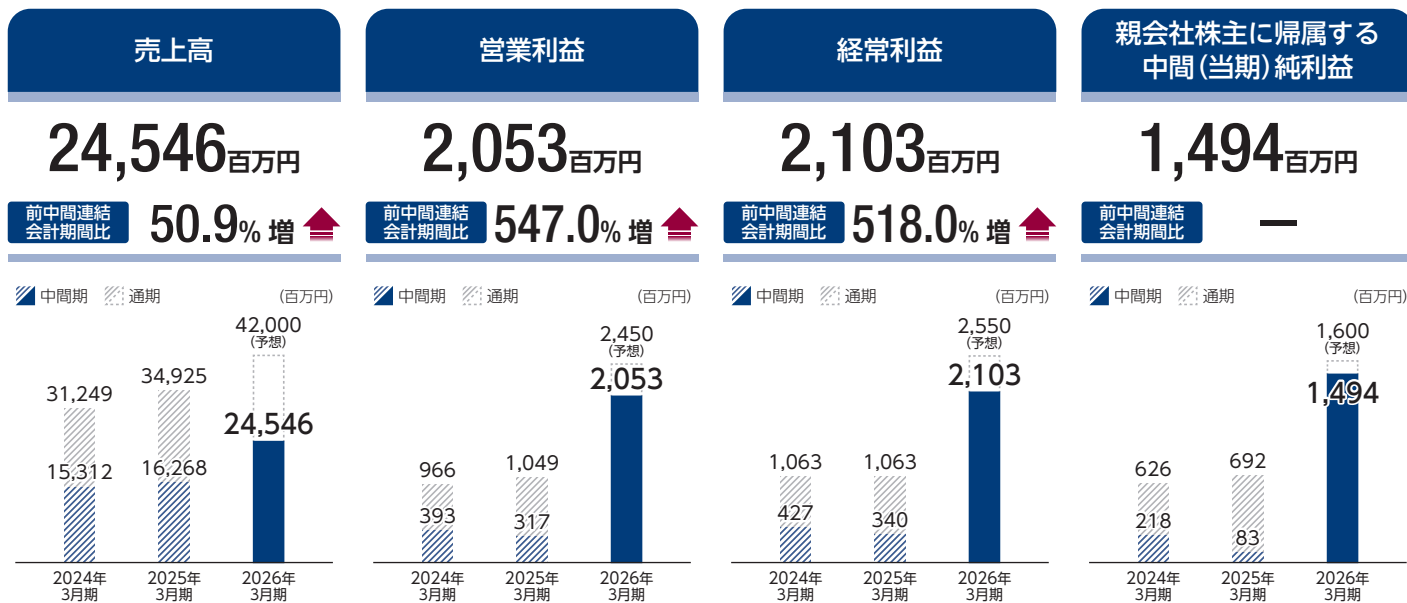 売上高
24,546百万円
前中間連結
会計期間比
50.9% 増
中間期 通期 (百万円)
42,000
(予想)
34,925
31,249
24,546
16,268
15,312
2024年
3月期
2025年
3月期
2026年
3月期
営業利益
2,053百万円
前中間連結
会計期間比
547.0% 増
中間期 通期 (百万円)
2,450
(予想)
2,053
1,049
966
393
317
2024年
3月期
2025年
3月期
2026年
3月期
経常利益
2,103百万円
前中間連結
会計期間比
518.0% 増
中間期 通期 (百万円)
2,550
(予想)
2,103
1,063
1,063
427
340
2024年
3月期
2025年
3月期
2026年
3月期
親会社株主に帰属する
中間(当期)純利益
1,494百万円
前中間連結
会計期間比
ー
中間期 通期 (百万円)
1,600
(予想)
1,494
692
626
218
83
2024年
3月期
2025年
3月期
2026年
3月期